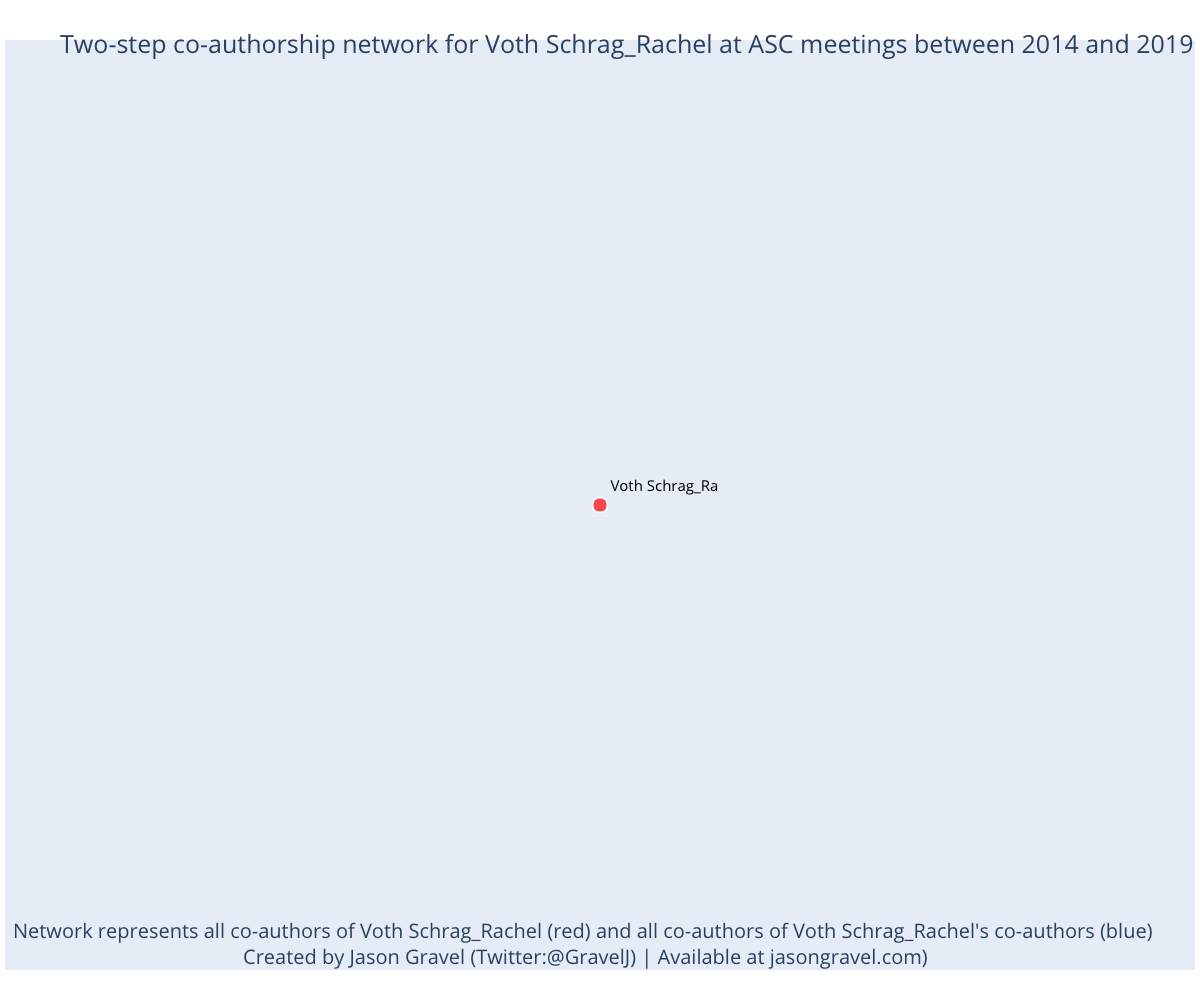 Two-step co-authorship network for Voth Schrag_Rachel at ASC meetings between 2014 and 2019
Voth Schrag_Ra
Network represents all co-authors of Voth Schrag_Rachel (red) and all co-authors of Voth Schrag_Rachel's co-authors (blue)
Created by Jason Gravel (Twitter:@GravelJ) | Available at jasongravel.com)